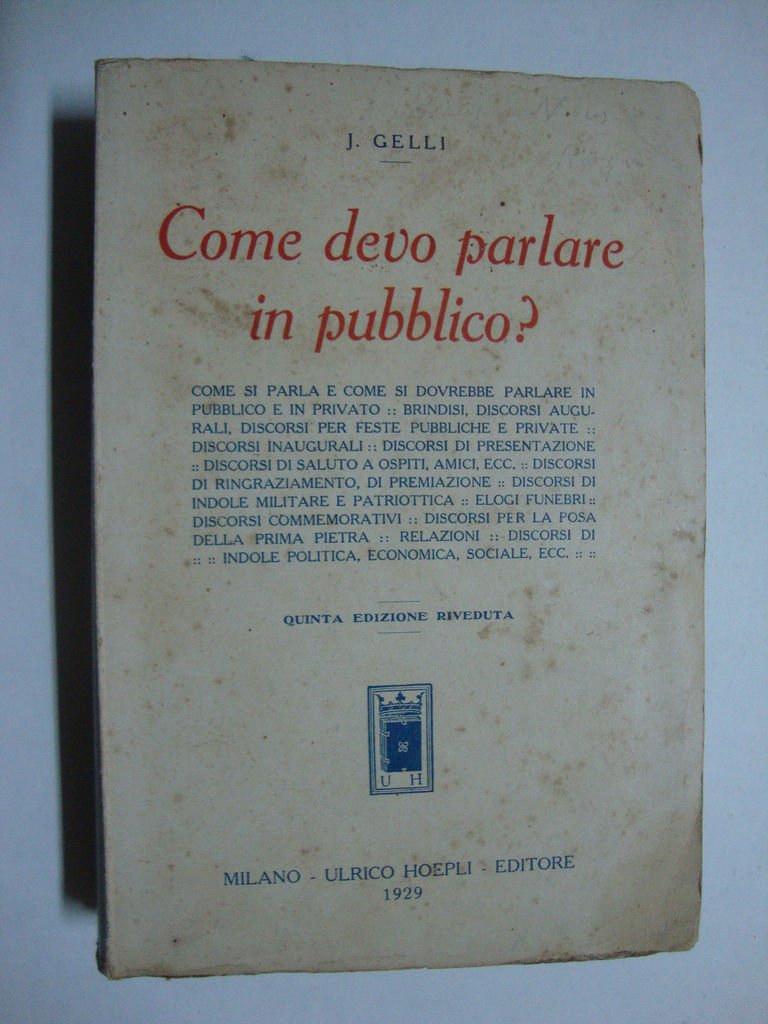 J. GELLI
Come devo parlare
in pubblico?
COME SI PARLA E COME SI DOVREBBE PARLARE IN
PUBBLICO E IN PRIVATO :: BRINDISI, DISCORSI AUGU-
RALI, DISCORSI PER FESTE PUBBLICHE E PRIVATE ::
DISCORSI INAUGURALI :: DISCORSI DI PRESENTAZIONE
:: DISCORSI DI SALUTO A OSPITI, AMICI, ECC. :: DISCORSI
DI RINGRAZIAMENTO, DI PREMIAZIONE :: DISCORSI DI
INDOLE MILITARE E PATRIOTTICA :: ELOGI FUNEBRI ::
DISCORSI COMMEMORATIVI :: DISCORSI PER LA POSA
DELLA PRIMA PIETRA :: RELAZIONI :: DISCORSI DI
:: :: INDOLE POLITICA, ECONOMICA, SOCIALE, ECC. :: ::
QUINTA EDIZIONE RIVEDUTA
U H
MILANO - ULRICO HOEPLI - EDITORE
1929